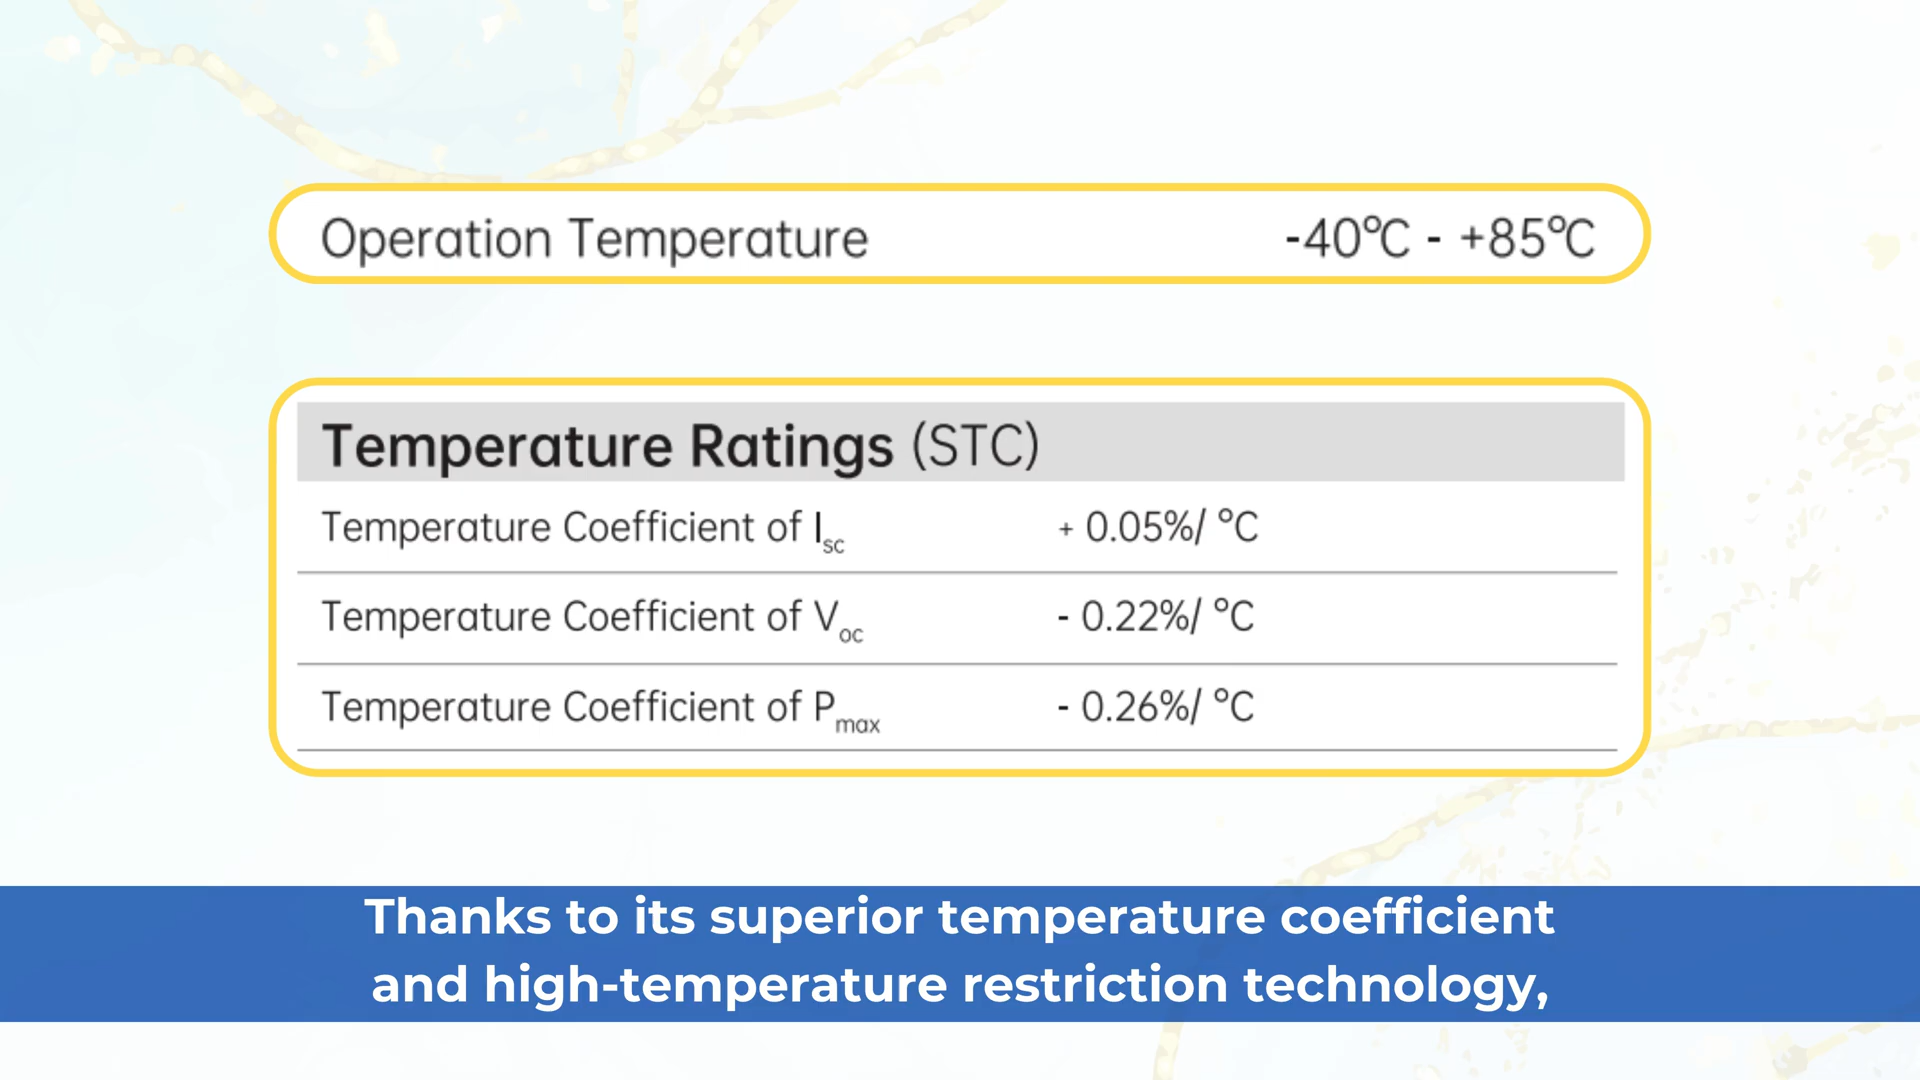 Operation Temperature -40°C - +85°C
Temperature Ratings (STC)
Temperature Coefficient of Isc + 0.05%/ °C
Temperature Coefficient of Voc - 0.22%/ °C
Temperature Coefficient of Pmax - 0.26%/ °C
Thanks to its superior temperature coefficient
and high-temperature restriction technology,